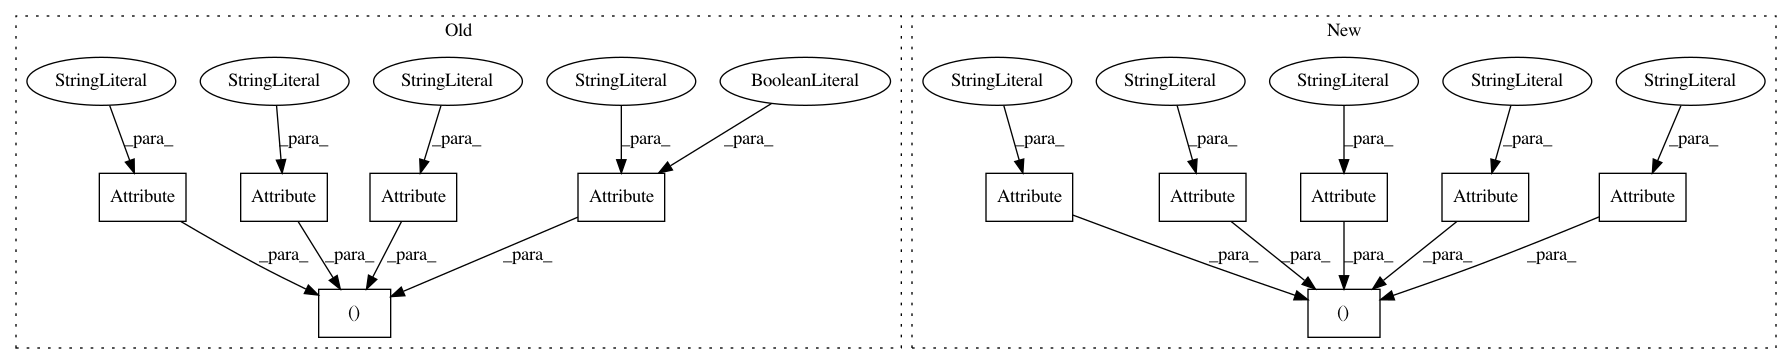 Old
New
StringLiteral StringLiteral StringLiteral StringLiteral BooleanLiteral
StringLiteral StringLiteral StringLiteral StringLiteral StringLiteral
_para_ _para_ _para_ _para_ _para_
_para_ _para_ _para_ _para_ _para_
Attribute Attribute Attribute Attribute
Attribute Attribute Attribute Attribute Attribute
_para_ _para_ _para_ _para_
_para_ _para_ _para_ _para_ _para_
()
()